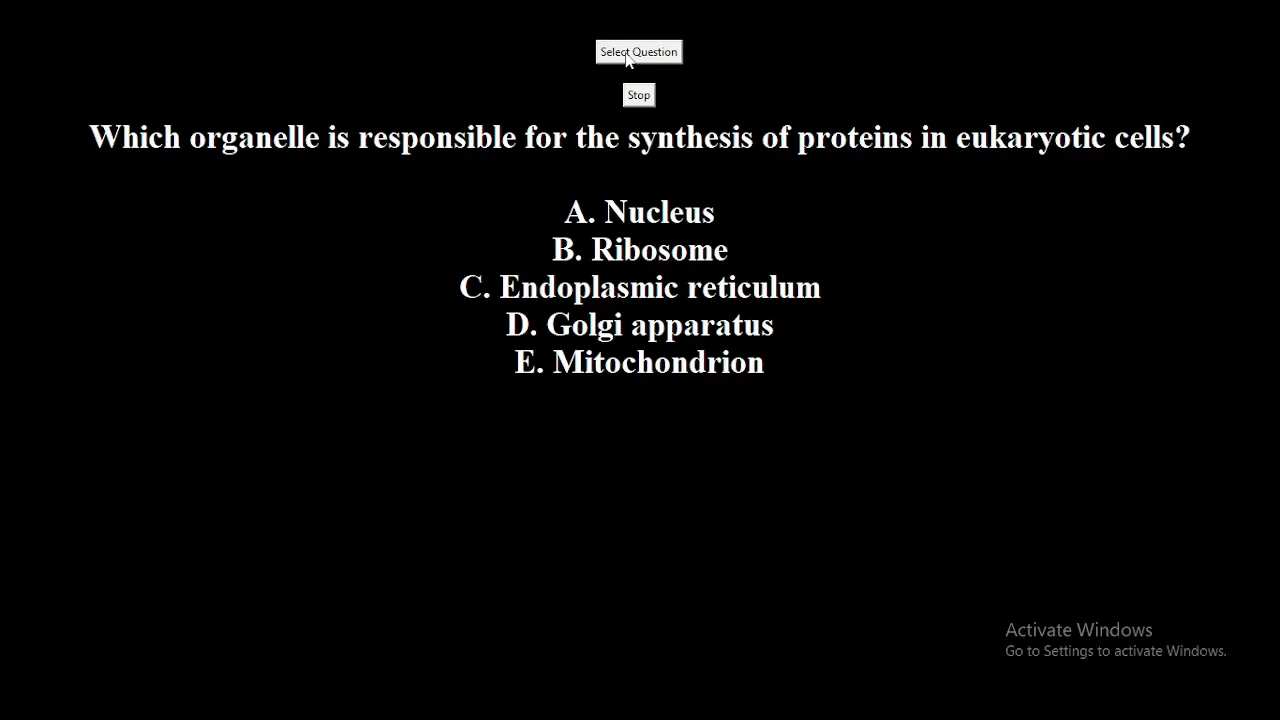 Select Question
Stop
Which organelle is responsible for the synthesis of proteins in eukaryotic cells?
A. Nucleus
B. Ribosome
C. Endoplasmic reticulum
D. Golgi apparatus
E. Mitochondrion
Activate Windows
Go to Settings to activate Windows.